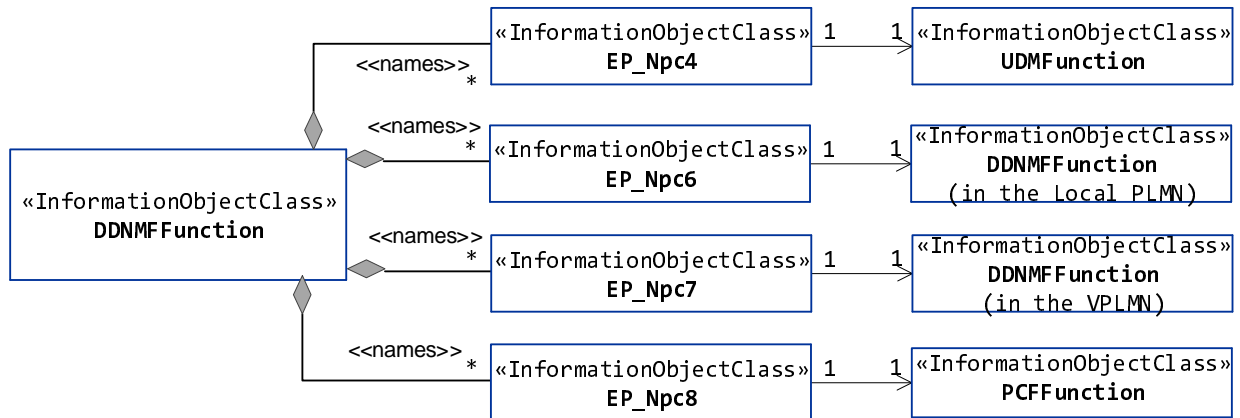 «InformationObjectClass»
EP_Npc4
1
1
«InformationObjectClass»
UDMFunction
<<names>>
*
<<names>>
*
«InformationObjectClass»
EP_Npc6
1
1
«InformationObjectClass»
DDNMFFunction
(in the Local PLMN)
«InformationObjectClass»
DDNMFFunction
<<names>>
*
«InformationObjectClass»
EP_Npc7
1
1
«InformationObjectClass»
DDNMFFunction
(in the VPLMN)
<<names>>
*
«InformationObjectClass»
EP_Npc8
1
1
«InformationObjectClass»
PCFFunction